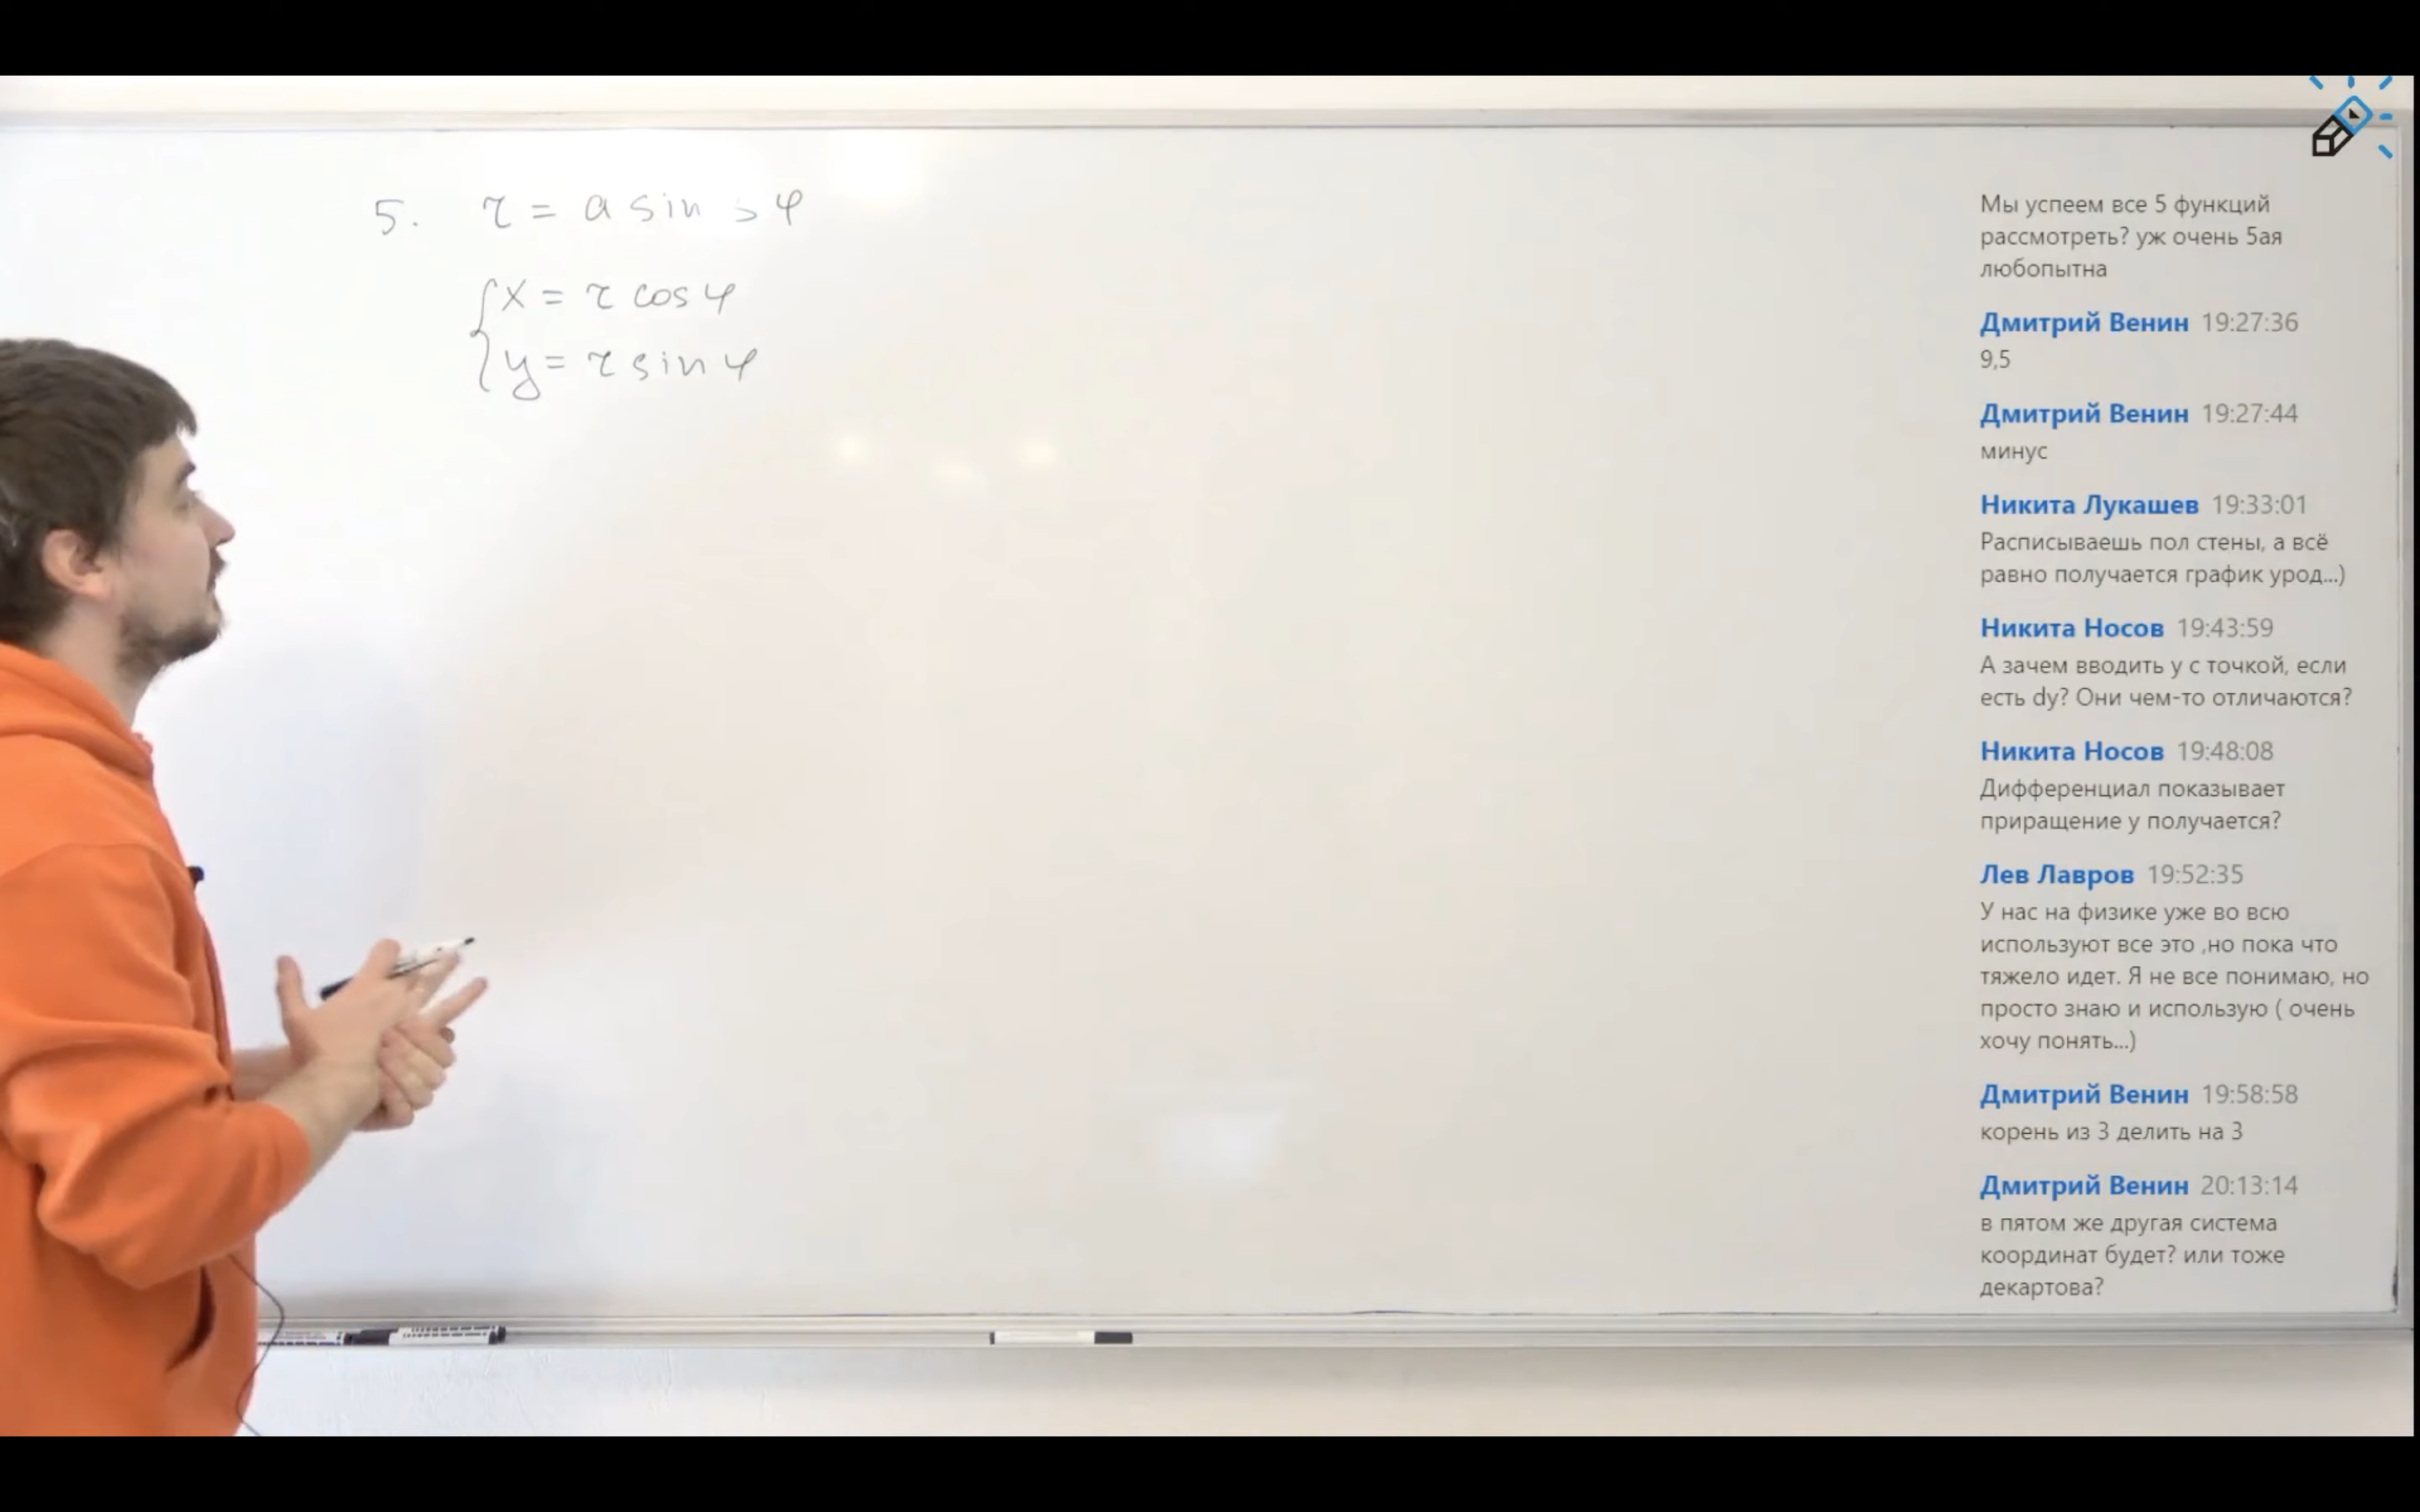 5. r = a sin 3φ
x = r cos φ
y = r sin φ
Мы успеем все 5 функций
рассмотреть? уж очень 5ая
любопытна
Дмитрий Венин 19:27:36
9,5
Дмитрий Венин 19:27:44
минус
Никита Лукашев 19:33:01
Расписываешь пол стены, а всё
равно получается график урод...)
Никита Носов 19:43:59
А зачем вводить у с точкой, если
есть dy? Они чем-то отличаются?
Никита Носов 19:48:08
Дифференциал показывает
приращение у получается?
Лев Лавров 19:52:35
У нас на физике уже во всю
используют все это ,но пока что
тяжело идет. Я не все понимаю, но
просто знаю и использую ( очень
хочу понять...)
Дмитрий Венин 19:58:58
корень из 3 делить на 3
Дмитрий Венин 20:13:14
в пятом же другая система
координат будет? или тоже
декартова?